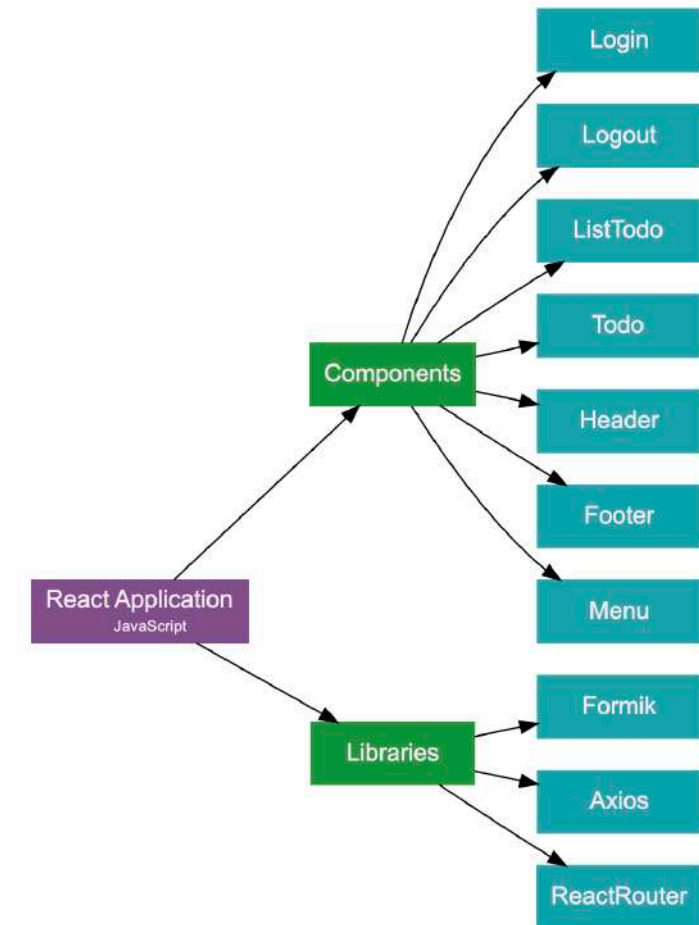 Login
Logout
ListTodo
Todo
Components
Header
Footer
React Application
JavaScript
Menu
Formik
Libraries
Axios
ReactRouter